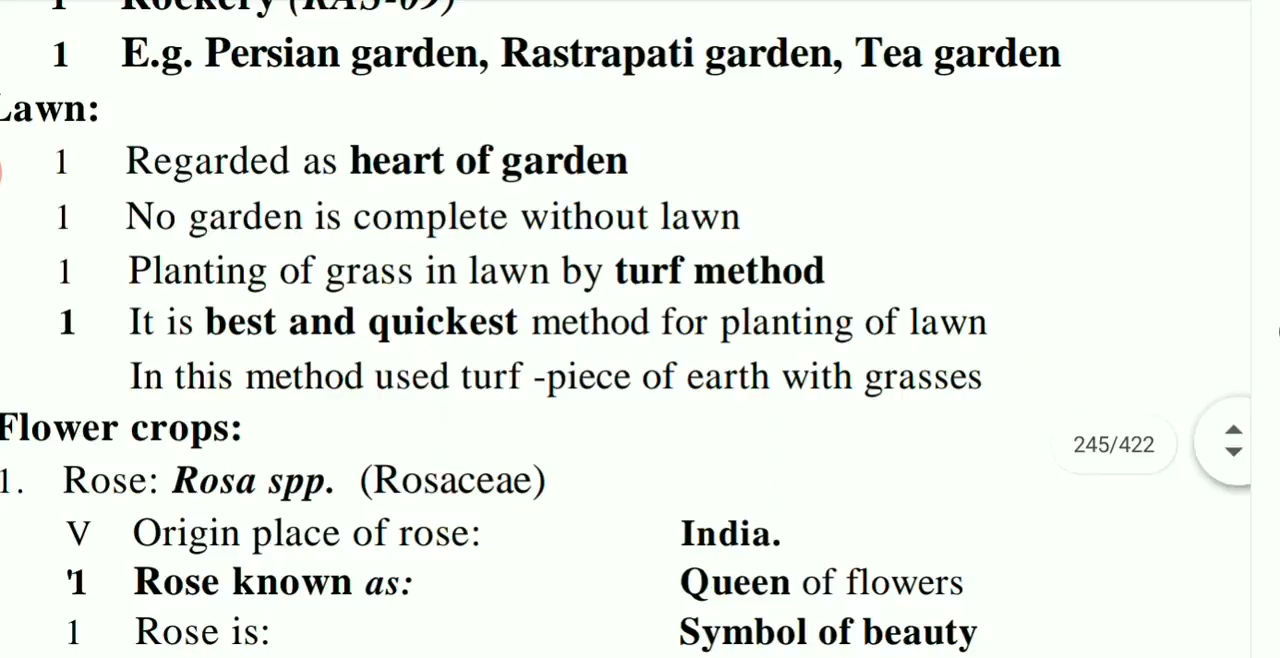 1 Rockery (RAS-09)
1 E.g. Persian garden, Rastrapati garden, Tea garden
Lawn:
1 Regarded as heart of garden
1 No garden is complete without lawn
1 Planting of grass in lawn by turf method
1 It is best and quickest method for planting of lawn
In this method used turf -piece of earth with grasses
Flower crops:
245/422
1. Rose: Rosa spp. (Rosaceae)
V Origin place of rose: India.
'1 Rose known as: Queen of flowers
1 Rose is: Symbol of beauty